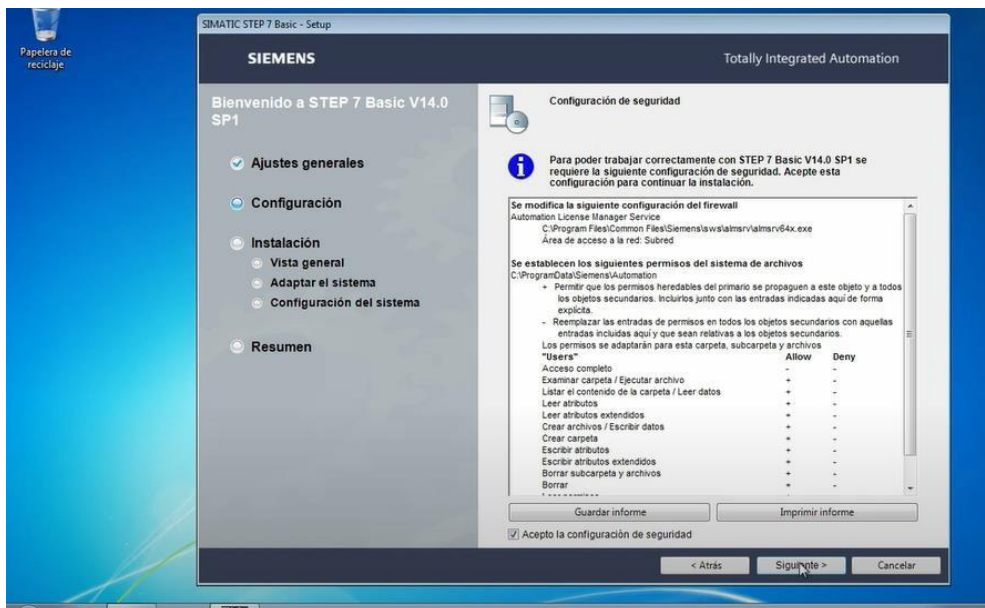 Papelera de
reciclaje
SIMATIC STEP 7 Basic - Setup
SIEMENS
Totally Integrated Automation
Bienvenido a STEP 7 Basic V14.0
SP1
Ajustes generales
Configuración
Instalación
Vista general
Adaptar el sistema
Configuración del sistema
Resumen
Configuración de seguridad
Para poder trabajar correctamente con STEP 7 Basic V14.0 SP1 se
requiere la siguiente configuración de seguridad. Acepte esta
configuración para continuar la instalación.
Se modifica la siguiente configuración del firewall
Automation License Manager Service
C:\Program Files\Common Files\Siemens\sws\almsrv\almsrv64x.exe
Área de acceso a la red: Subred
Se establecen los siguientes permisos del sistema de archivos
C:\ProgramData\Siemens\Automation
+ Permitir que los permisos heredables del primario se propaguen a este objeto y a todos
los objetos secundarios. Incluirlos junto con las entradas indicadas aquí de forma
explícita.
- Reemplazar las entradas de permisos en todos los objetos secundarios con aquellas
entradas incluidas aquí y que sean relativas a los objetos secundarios.
Los permisos se adaptarán para esta carpeta, subcarpeta y archivos
"Users" Allow Deny
Acceso completo - -
Examinar carpeta / Ejecutar archivo + -
Listar el contenido de la carpeta / Leer datos + -
Leer atributos + -
Leer atributos extendidos + -
Crear archivos / Escribir datos + -
Crear carpeta + -
Escribir atributos + -
Escribir atributos extendidos + -
Borrar subcarpeta y archivos + -
Borrar + -
Guardar informe
Imprimir informe
Acepto la configuración de seguridad
< Atrás
Siguiente >
Cancelar